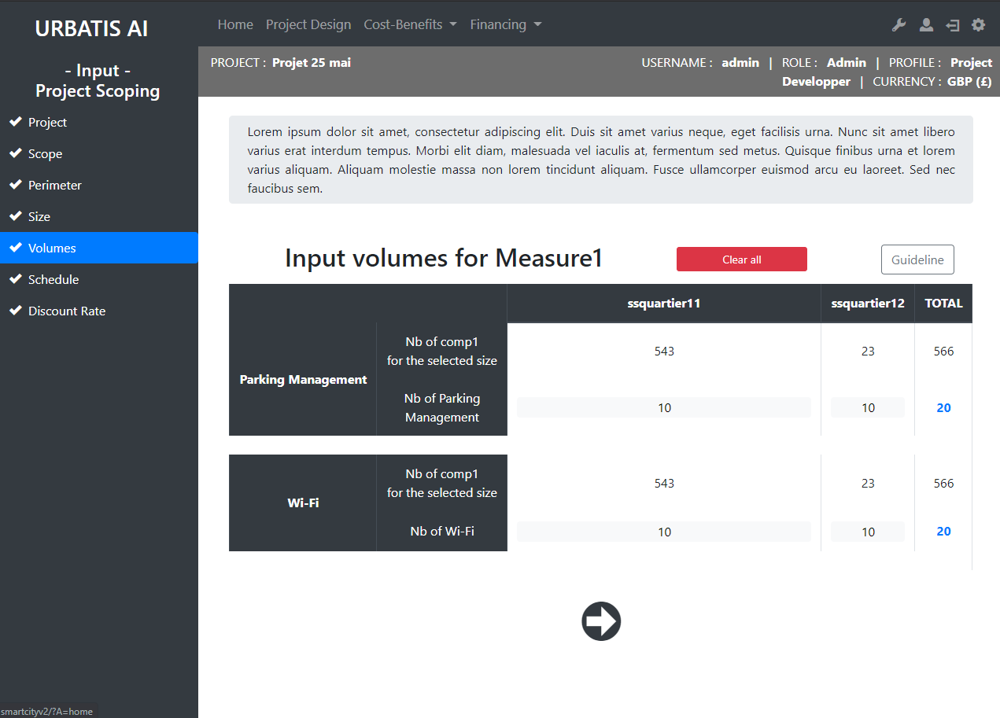 URBATIS AI
Home Project Design Cost-Benefits Financing
- Input -
Project Scoping
Project
Scope
Perimeter
Size
Volumes
Schedule
Discount Rate
PROJECT : Projet 25 mai
USERNAME : admin | ROLE : Admin | PROFILE : Project
Developper | CURRENCY : GBP (£)
Lorem ipsum dolor sit amet, consectetur adipiscing elit. Duis sit amet varius neque, eget facilisis urna. Nunc sit amet libero
varius erat interdum tempus. Morbi elit diam, malesuada vel iaculis at, fermentum sed metus. Quisque finibus urna et lorem
varius aliquam. Aliquam molestie massa non lorem tincidunt aliquam. Fusce ullamcorper euismod arcu eu laoreet. Sed nec
faucibus sem.
Input volumes for Measure1
Clear all
Guideline
ssquartier11 ssquartier12 TOTAL
Parking Management
Nb of comp1
for the selected size
543 23 566
Nb of Parking
Management
10 10 20
Wi-Fi
Nb of comp1
for the selected size
543 23 566
Nb of Wi-Fi
10 10 20
smartcityv2/?A=home